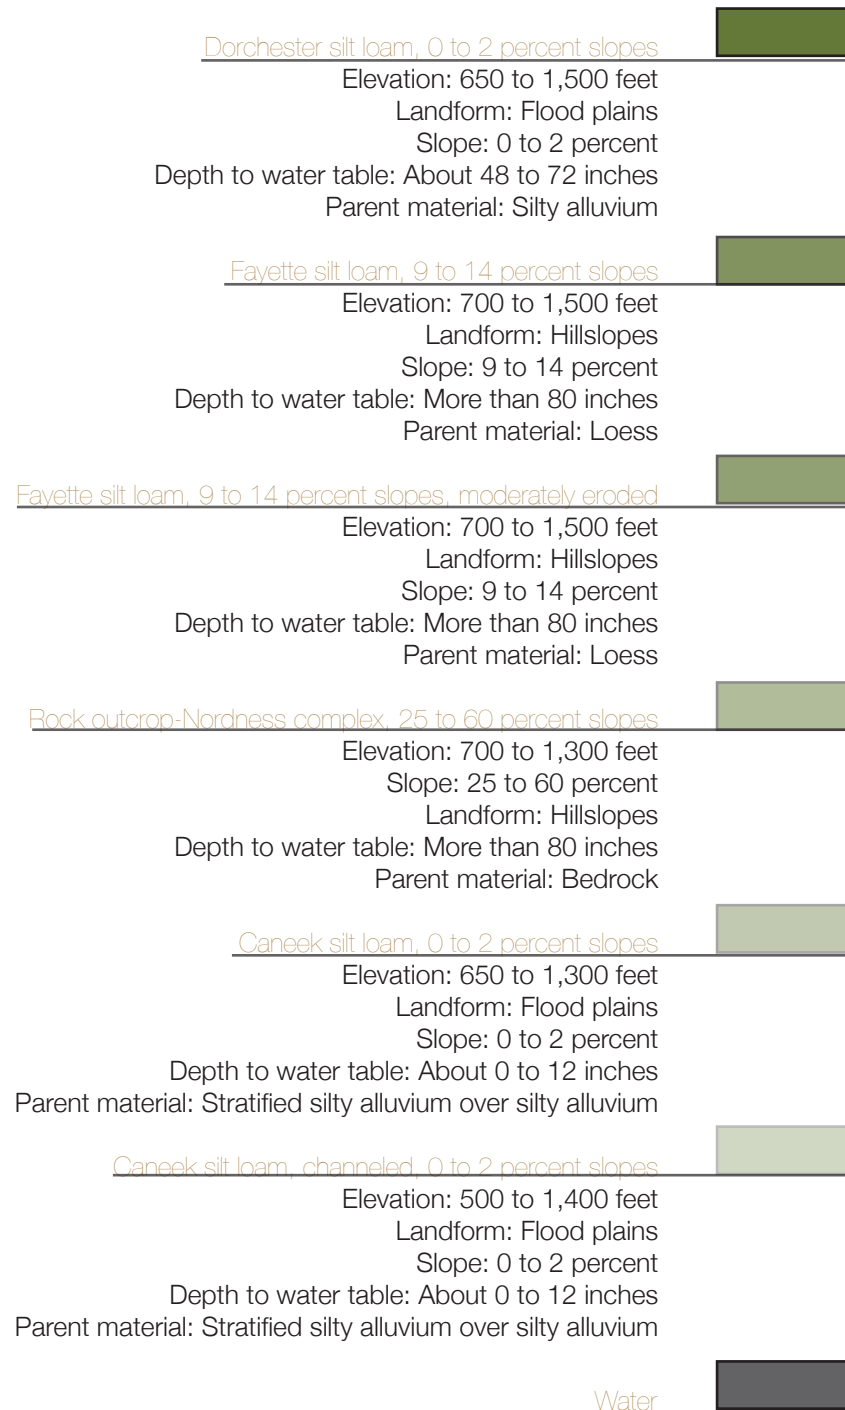 Dorchester silt loam, 0 to 2 percent slopes
Elevation: 650 to 1,500 feet
Landform: Flood plains
Slope: 0 to 2 percent
Depth to water table: About 48 to 72 inches
Parent material: Silty alluvium
Fayette silt loam, 9 to 14 percent slopes
Elevation: 700 to 1,500 feet
Landform: Hillslopes
Slope: 9 to 14 percent
Depth to water table: More than 80 inches
Parent material: Loess
Fayette silt loam, 9 to 14 percent slopes, moderately eroded
Elevation: 700 to 1,500 feet
Landform: Hillslopes
Slope: 9 to 14 percent
Depth to water table: More than 80 inches
Parent material: Loess
Rock outcrop-Nordness complex, 25 to 60 percent slopes
Elevation: 700 to 1,300 feet
Slope: 25 to 60 percent
Landform: Hillslopes
Depth to water table: More than 80 inches
Parent material: Bedrock
Caneek silt loam, 0 to 2 percent slopes
Elevation: 650 to 1,300 feet
Landform: Flood plains
Slope: 0 to 2 percent
Depth to water table: About 0 to 12 inches
Parent material: Stratified silty alluvium over silty alluvium
Caneek silt loam, channeled, 0 to 2 percent slopes
Elevation: 500 to 1,400 feet
Landform: Flood plains
Slope: 0 to 2 percent
Depth to water table: About 0 to 12 inches
Parent material: Stratified silty alluvium over silty alluvium
Water